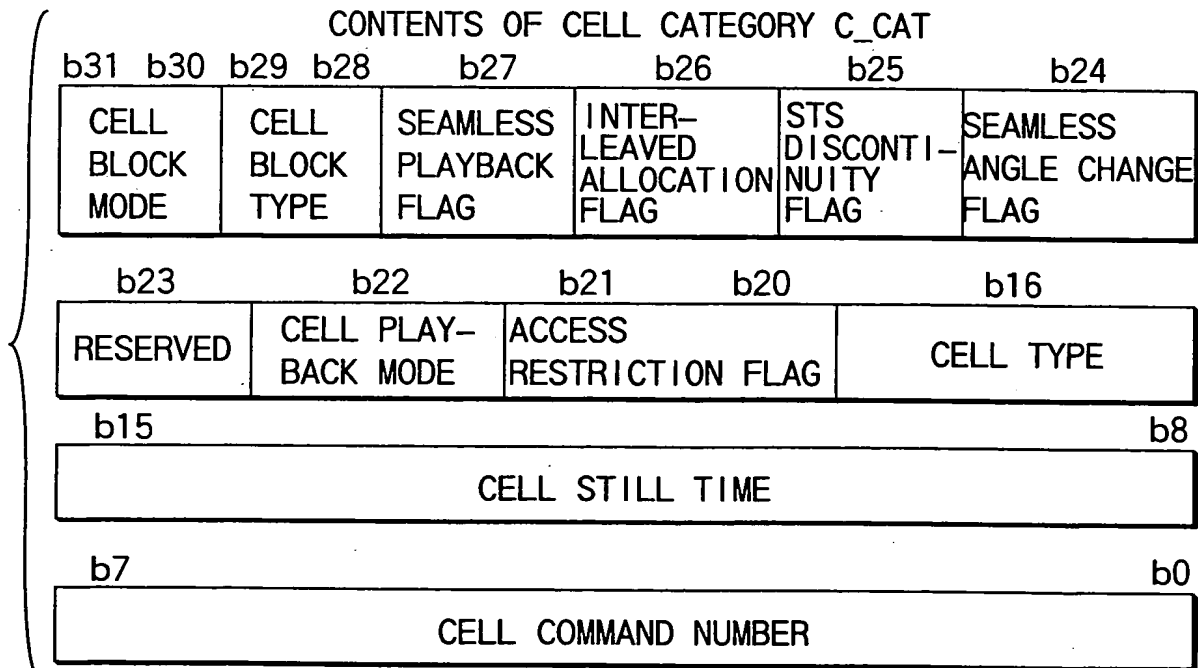 CONTENTS OF CELL CATEGORY C_CAT
b31 b30 b29 b28 b27 b26 b25 b24
CELL
BLOCK
MODE
CELL
BLOCK
TYPE
SEAMLESS
PLAYBACK
FLAG
INTER-
LEAVED
ALLOCATION
FLAG
STS
DISCONTI-
NUITY
FLAG
SEAMLESS
ANGLE CHANGE
FLAG
b23 b22 b21 b20 b16
RESERVED
CELL PLAY-
BACK MODE
ACCESS
RESTRICTION FLAG
CELL TYPE
b15 b8
CELL STILL TIME
b7 b0
CELL COMMAND NUMBER